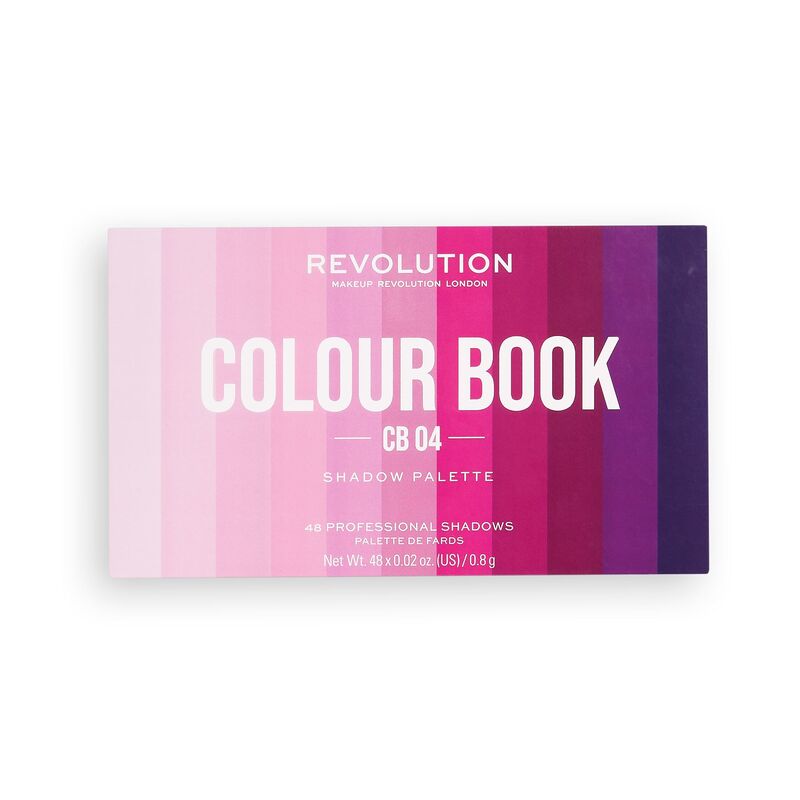 REVOLUTION
MAKEUP REVOLUTION LONDON
COLOUR BOOK
CB 04
SHADOW PALETTE
48 PROFESSIONAL SHADOWS
PALETTE DE FARDS
Net Wt. 48 x 0.02 oz. (US) / 0.8 g